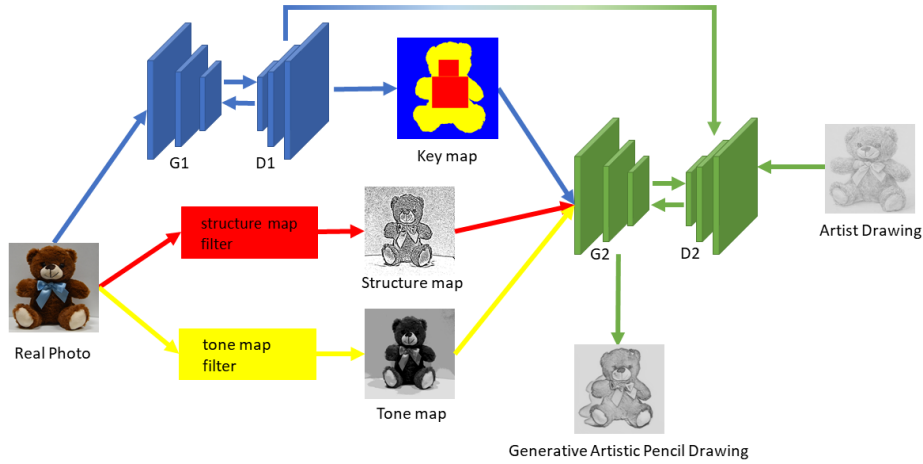 G1
D1
Key map
structure map
filter
Structure map
G2
D2
Artist Drawing
Real Photo
tone map
filter
Tone map
Generative Artistic Pencil Drawing